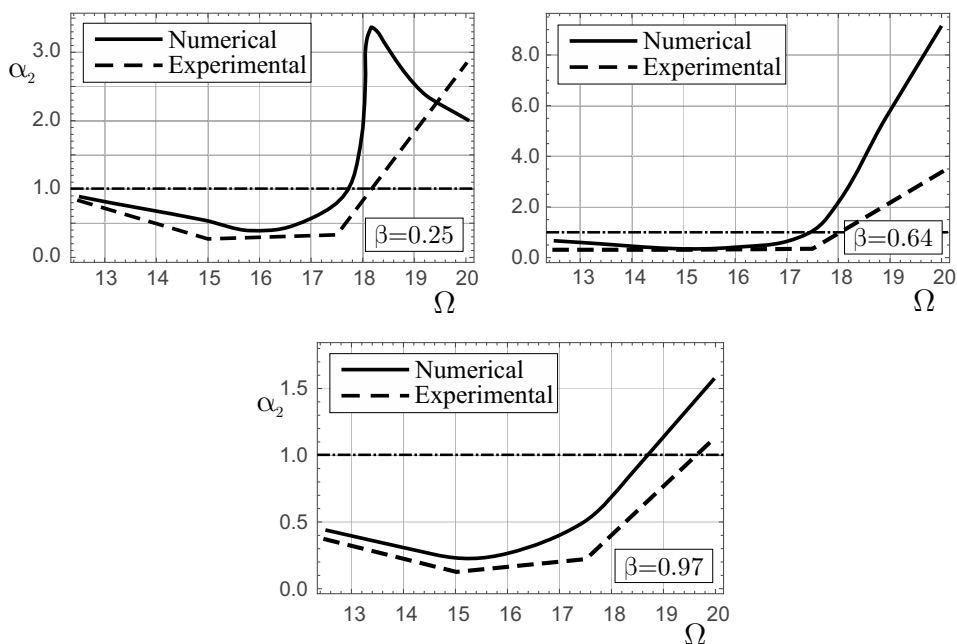 3.0
α₂
2.0
1.0
0.0
Numerical
Experimental
β=0.25
13 14 15 16 17 18 19 20
Ω
8.0
6.0
4.0
2.0
1.0
0.0
Numerical
Experimental
β=0.64
13 14 15 16 17 18 19 20
Ω
1.5
α₂
1.0
0.5
0.0
Numerical
Experimental
β=0.97
13 14 15 16 17 18 19 20
Ω